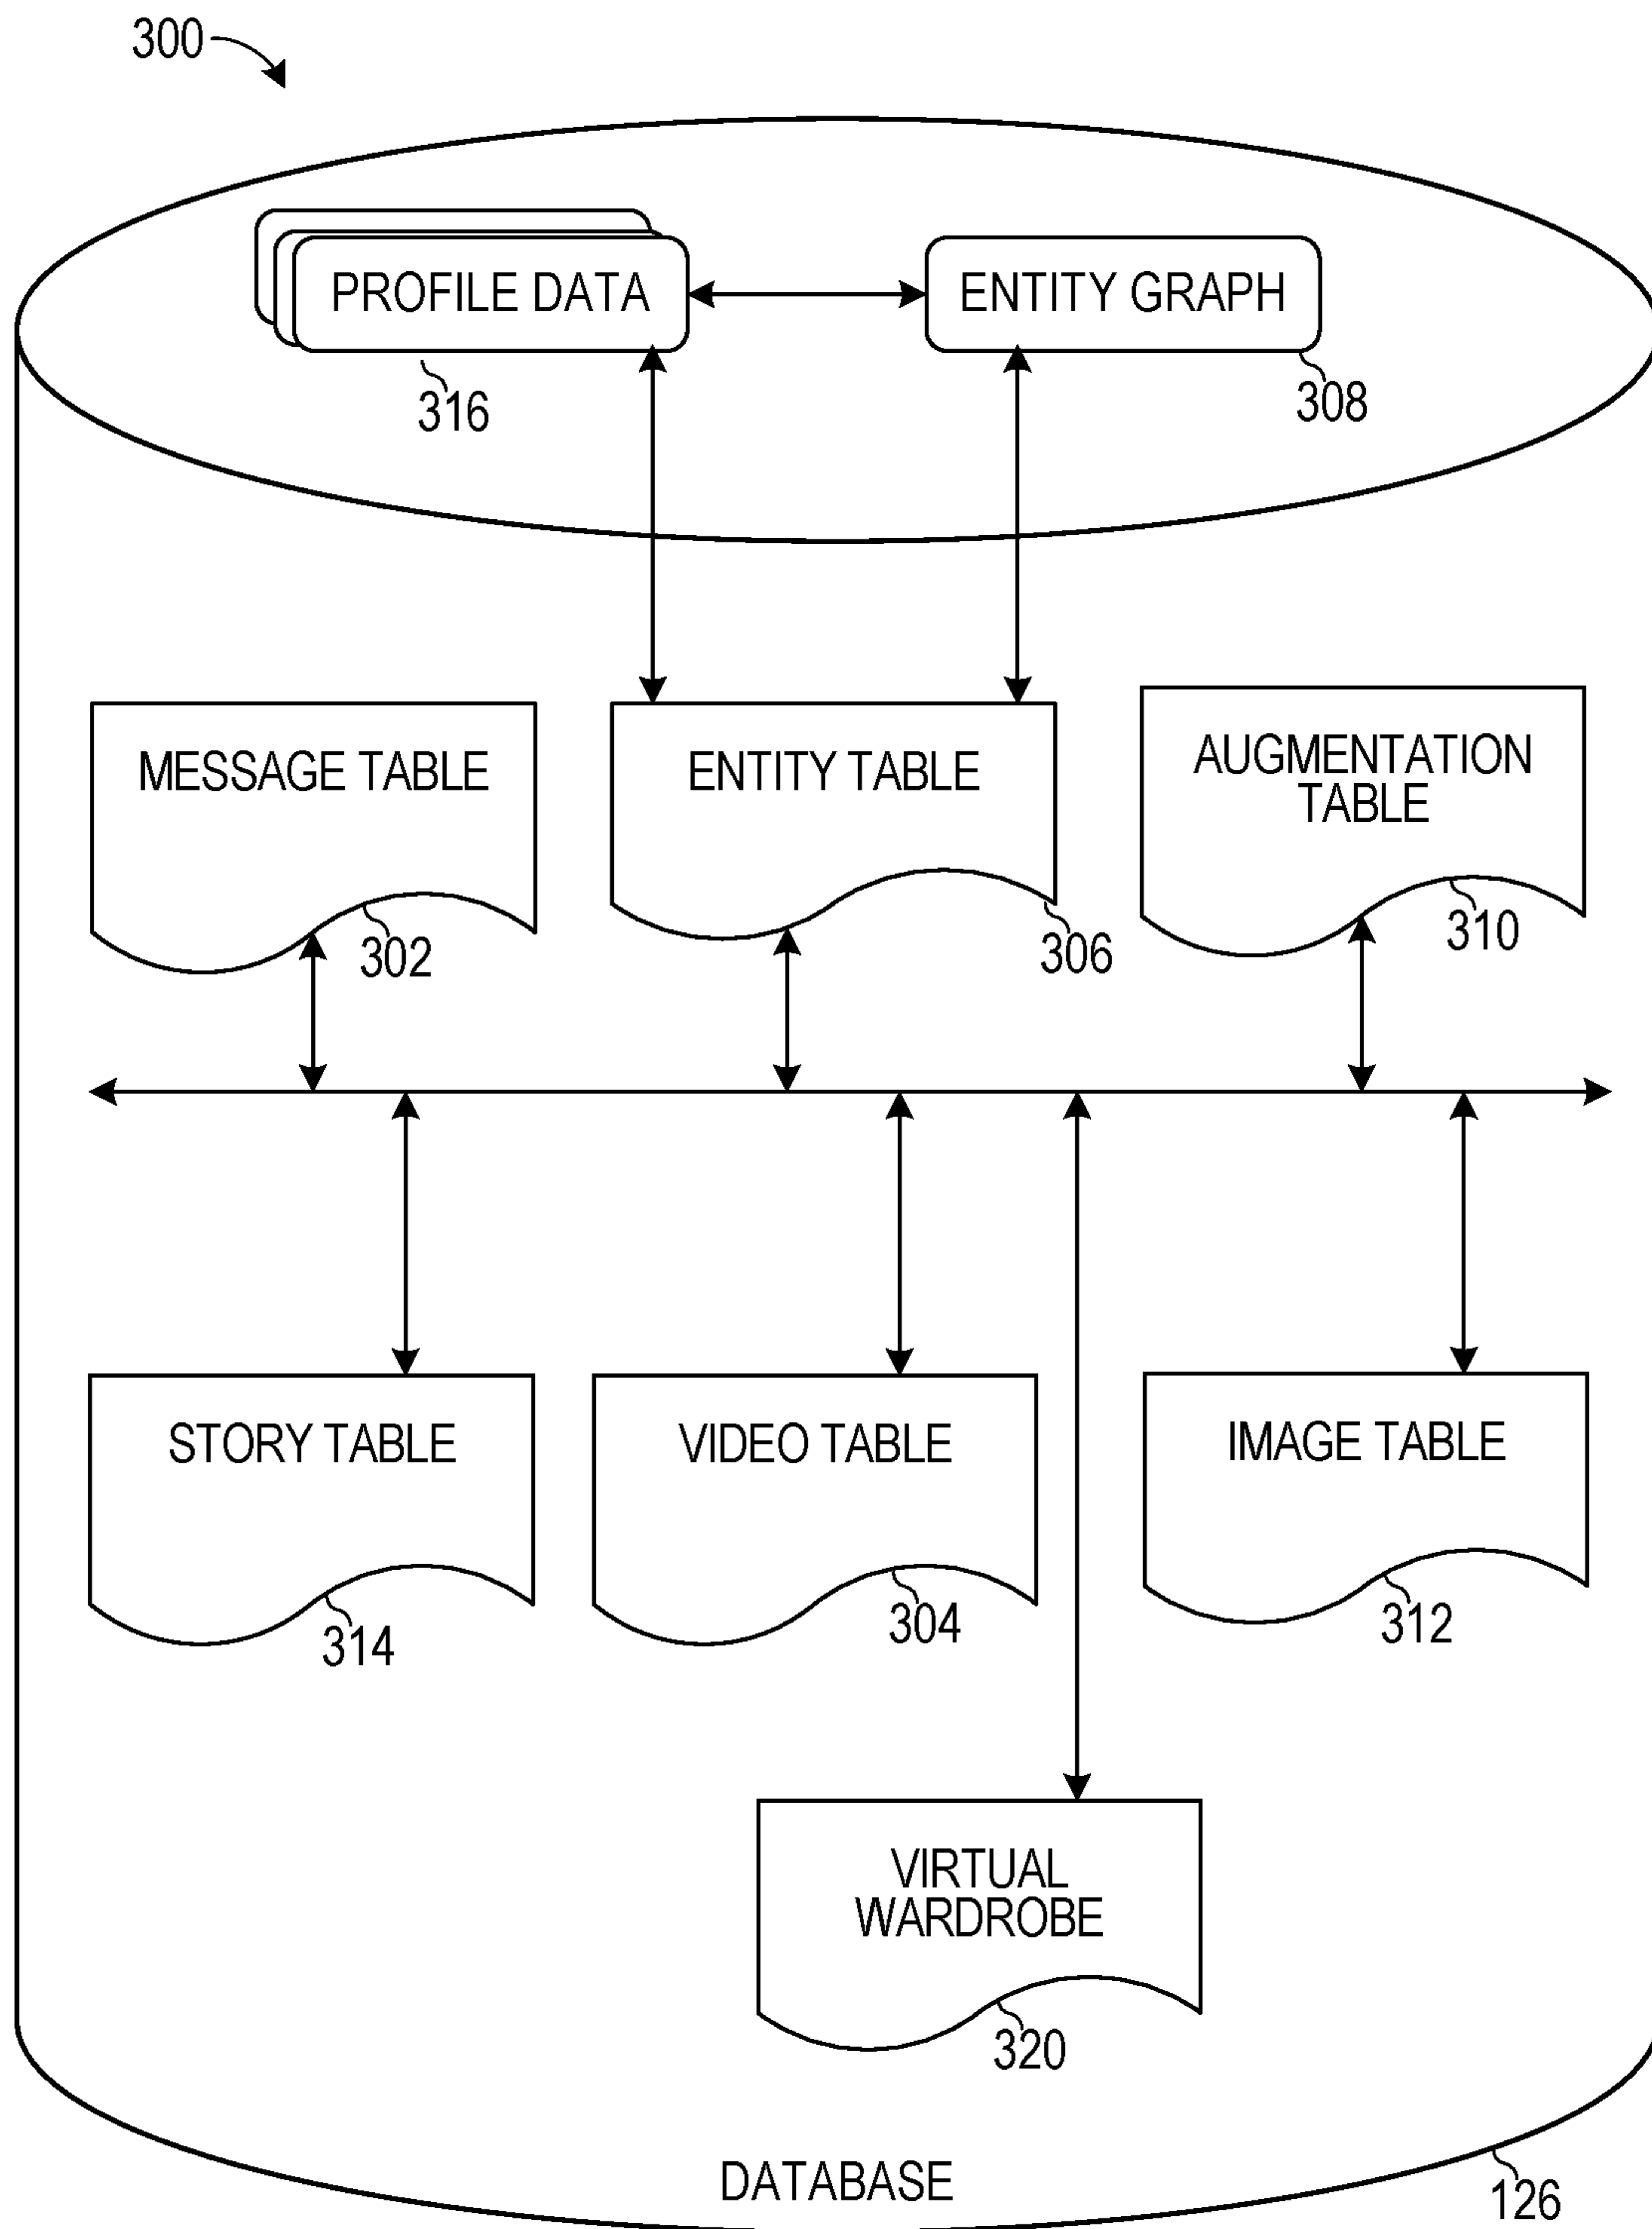 300
PROFILE DATA
ENTITY GRAPH
316
308
MESSAGE TABLE
ENTITY TABLE
AUGMENTATION
TABLE
302
306
310
STORY TABLE
VIDEO TABLE
IMAGE TABLE
314
304
312
VIRTUAL
WARDROBE
320
DATABASE
126